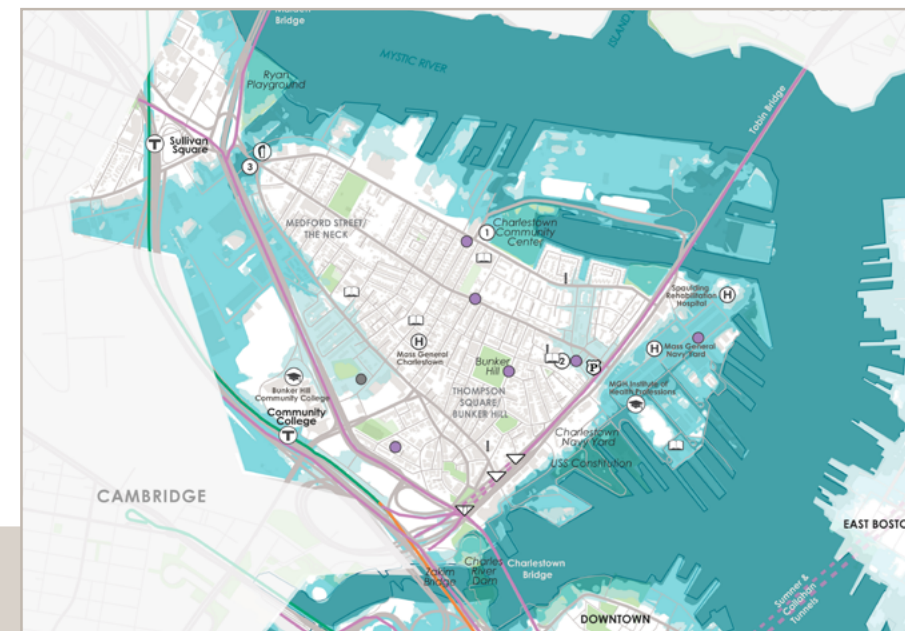 Bridge
MYSTIC RIVER
Ryan
Playground
Tobin Bridge
T
Sullivan
Square
3
MEDFORD STREET/
THE NECK
1
Charlestown
Community
Center
Spaulding
Rehabilitation
Hospital
H
H
Mass General
Charlestown
2
P
H
Mass General
Navy Yard
Bunker
Hill
Bunker Hill
Community College
MGH Institute of
Health Professions
THOMPSON
SQUARE/
BUNKER HILL
Community
College
T
Charlestown
Navy Yard
USS Constitution
CAMBRIDGE
EAST BOSTO
Zakim
Bridge
Charles
River
Dam
Charlestown
Bridge
Sumner &
Callahan
Tunnels
DOWNTOWN